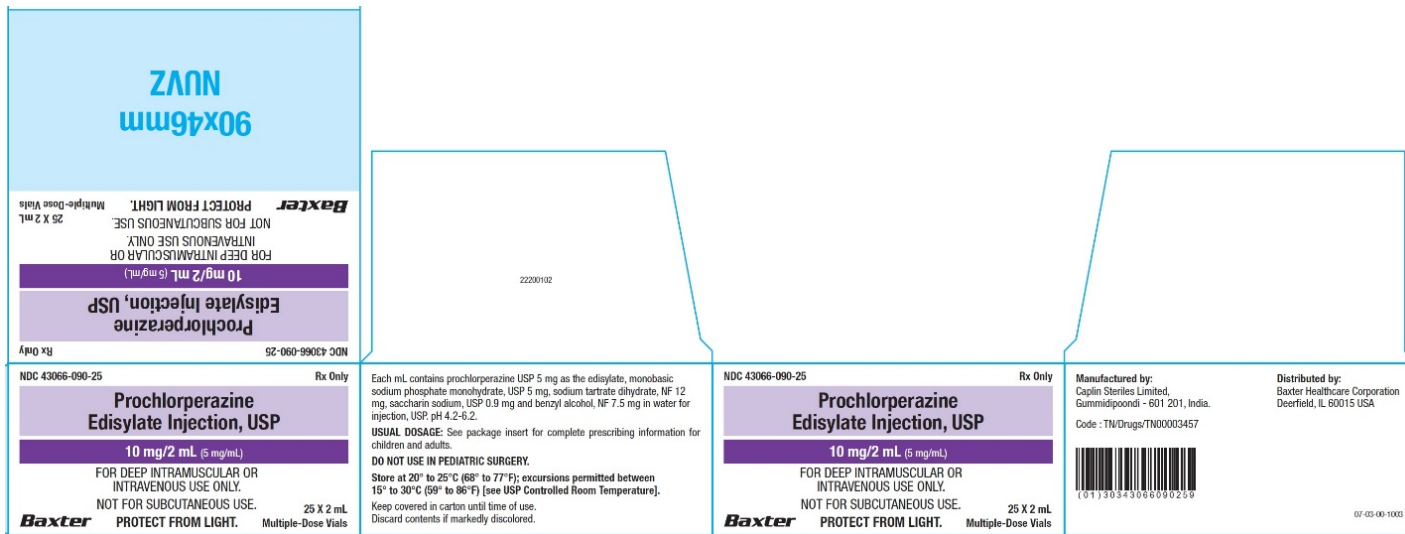 90x46mm
NUVZ
NDC 43066-090-25 Rx Only
Prochlorperazine
Edisylate Injection, USP
10 mg/2 mL (5 mg/mL)
FOR DEEP INTRAMUSCULAR OR
INTRAVENOUS USE ONLY.
NOT FOR SUBCUTANEOUS USE.
Baxter PROTECT FROM LIGHT.
25 X 2 mL
Multiple-Dose Vials
22200102
NDC 43066-090-25 Rx Only
Prochlorperazine
Edisylate Injection, USP
10 mg/2 mL (5 mg/mL)
FOR DEEP INTRAMUSCULAR OR
INTRAVENOUS USE ONLY.
NOT FOR SUBCUTANEOUS USE.
Baxter PROTECT FROM LIGHT.
25 X 2 mL
Multiple-Dose Vials
Each mL contains prochlorperazine USP 5 mg as the edisylate, monobasic
sodium phosphate monohydrate, USP 5 mg, sodium tartrate dihydrate, NF 12
mg, saccharin sodium, USP 0.9 mg and benzyl alcohol, NF 7.5 mg in water for
injection, USP. pH 4.2-6.2.
USUAL DOSAGE: See package insert for complete prescribing information for
children and adults.
DO NOT USE IN PEDIATRIC SURGERY.
Store at 20° to 25°C (68° to 77°F); excursions permitted between
15° to 30°C (59° to 86°F) [see USP Controlled Room Temperature].
Keep covered in carton until time of use.
Discard contents if markedly discolored.
NDC 43066-090-25 Rx Only
Prochlorperazine
Edisylate Injection, USP
10 mg/2 mL (5 mg/mL)
FOR DEEP INTRAMUSCULAR OR
INTRAVENOUS USE ONLY.
NOT FOR SUBCUTANEOUS USE.
Baxter PROTECT FROM LIGHT.
25 X 2 mL
Multiple-Dose Vials
Manufactured by:
Caplin Steriles Limited,
Gummidipoondi - 601 201, India.
Code : TN/Drugs/TN00003457
Distributed by:
Baxter Healthcare Corporation
Deerfield, IL 60015 USA
(01)30343066090259
07-03-00-1003